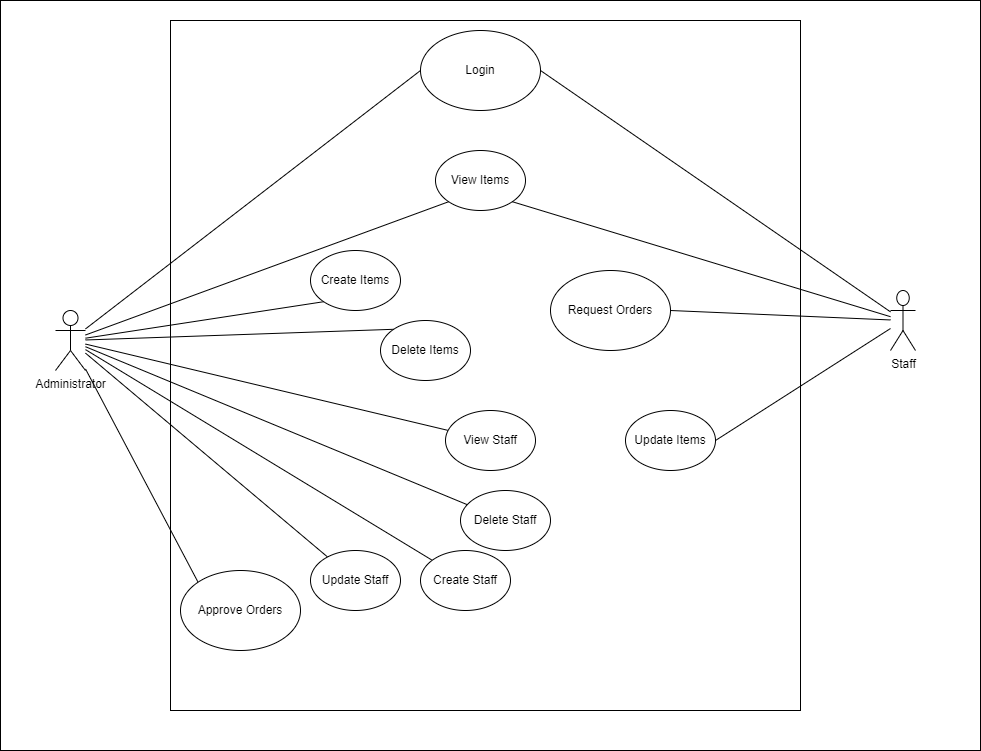 Login
View Items
Create Items
Request Orders
Delete Items
Administrator
Staff
View Staff
Update Items
Delete Staff
Update Staff
Create Staff
Approve Orders